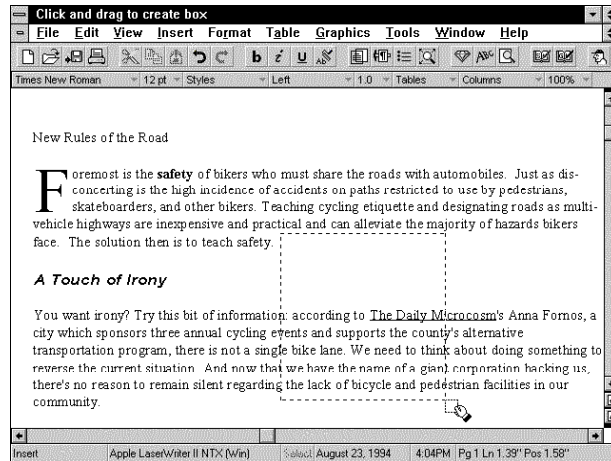 Click and drag to create box
File Edit View Insert Format Table Graphics Tools Window Help
b i u ABC
Times New Roman 12 pt Styles Left 1.0 Tables Columns 100%
New Rules of the Road
Foremost is the safety of bikers who must share the roads with automobiles. Just as dis-
concerting is the high incidence of accidents on paths restricted to use by pedestrians,
skateboarders, and other bikers. Teaching cycling etiquette and designating roads as multi-
vehicle highways are inexpensive and practical and can alleviate the majority of hazards bikers
face. The solution then is to teach safety.
A Touch of Irony
You want irony? Try this bit of information: according to The Daily Microcosm's Anna Fornos, a
city which sponsors three annual cycling events and supports the county's alternative
transportation program, there is not a single bike lane. We need to think about doing something to
reverse the current situation. And now that we have the name of a giant corporation backing us,
there's no reason to remain silent regarding the lack of bicycle and pedestrian facilities in our
community.
Insert Apple LaserWriter II NTX (Win) Select August 23, 1994 4:04PM Pg 1 Ln 1.39" Pos 1.58"